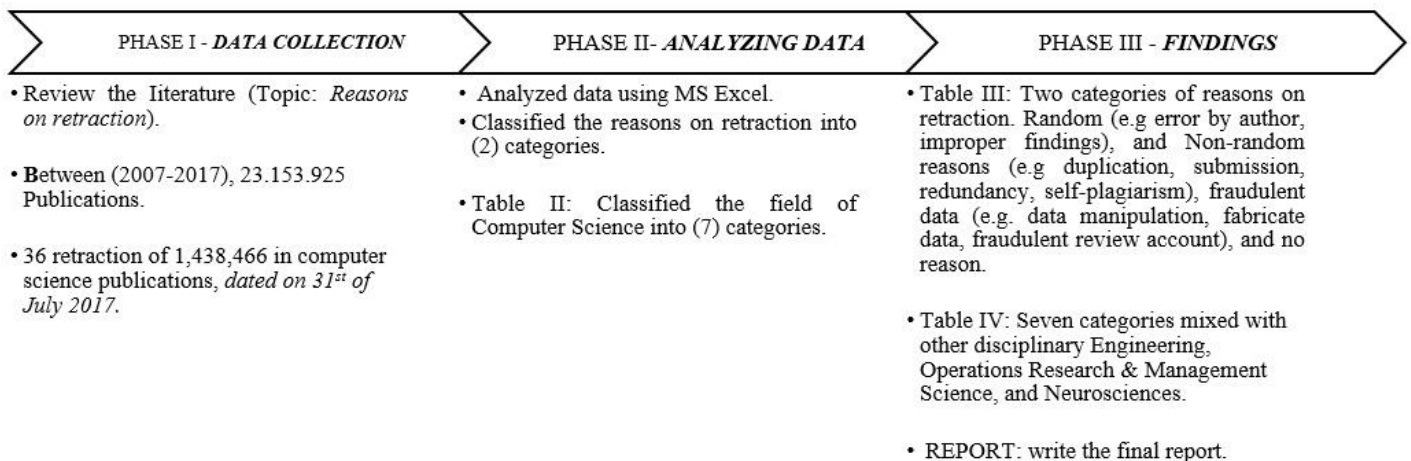 PHASE I - DATA COLLECTION
PHASE II- ANALYZING DATA
PHASE III - FINDINGS
• Review the Iiterature (Topic: Reasons
on retraction).
• Between (2007-2017), 23.153.925
Publications.
• 36 retraction of 1,438,466 in computer
science publications, dated on 31st of
July 2017.
• Analyzed data using MS Excel.
• Classified the reasons on retraction into
(2) categories.
• Table II: Classified the field of
Computer Science into (7) categories.
• Table III: Two categories of reasons on
retraction. Random (e.g error by author,
improper findings), and Non-random
reasons (e.g duplication, submission,
redundancy, self-plagiarism), fraudulent
data (e.g. data manipulation, fabricate
data, fraudulent review account), and no
reason.
• Table IV: Seven categories mixed with
other disciplinary Engineering,
Operations Research & Management
Science, and Neurosciences.
• REPORT: write the final report.